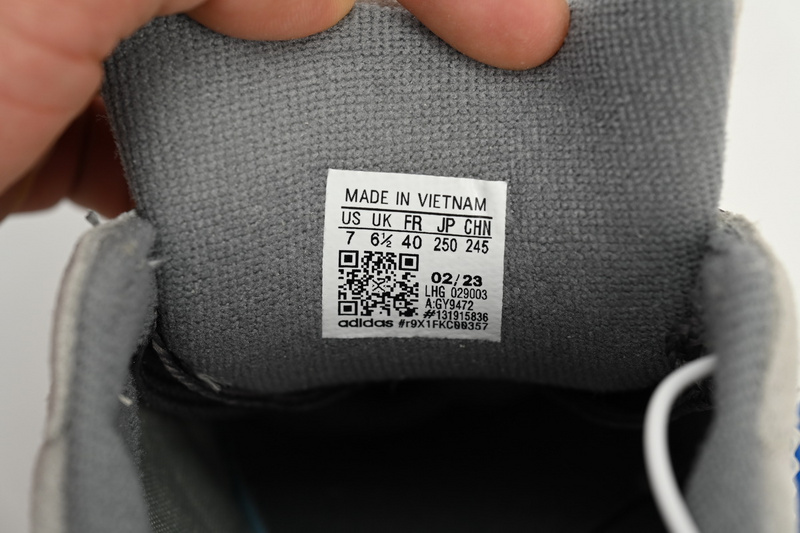 MADE IN VIETNAM
US UK FR JP CHN
7 6½ 40 250 245
02/23
LHG 029003
A:GY9472
#131915836
adidas #r9X1FKC00357